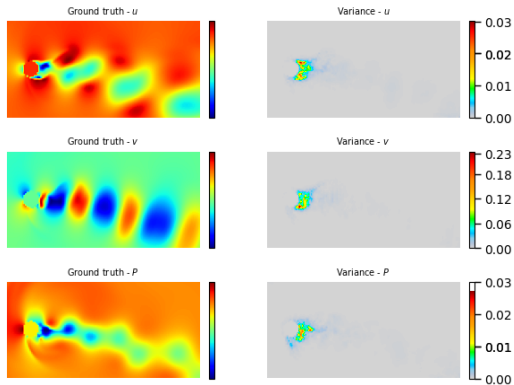 Ground truth - u
Variance - u
0.03
0.02
0.01
0.00
Ground truth - v
Variance - v
0.23
0.18
0.12
0.06
0.00
Ground truth - P
Variance - P
0.03
0.01
0.01
0.00